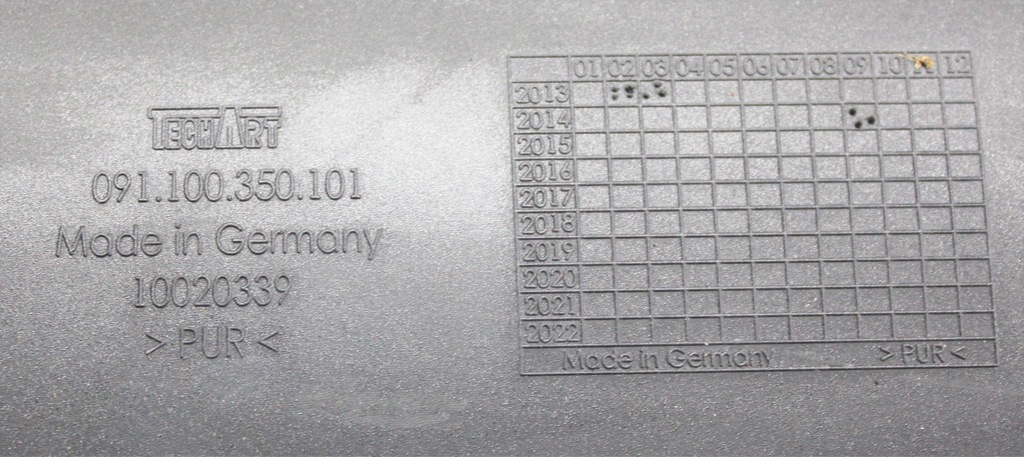 TECHART
091.100.350.101
Made in Germany
10020339
> PUR <
01 02 03 04 05 06 07 08 09 10 11 12
2013
2014
2015
2016
2017
2018
2019
2020
2021
2022
Made in Germany > PUR <